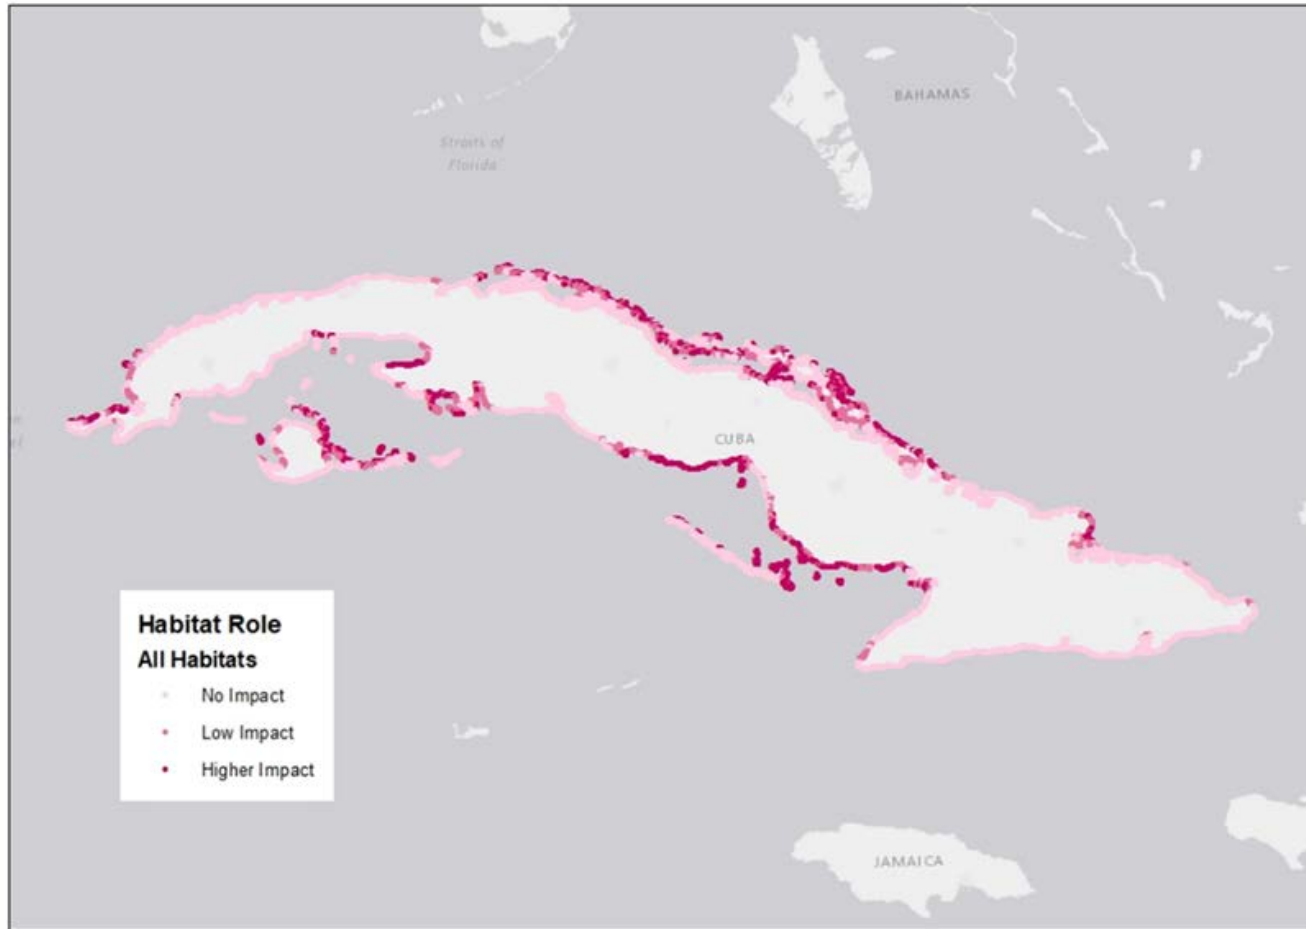 BAHAMAS
Straits of
Florida
CUBA
Habitat Role
All Habitats
No Impact
Low Impact
Higher Impact
JAMAICA